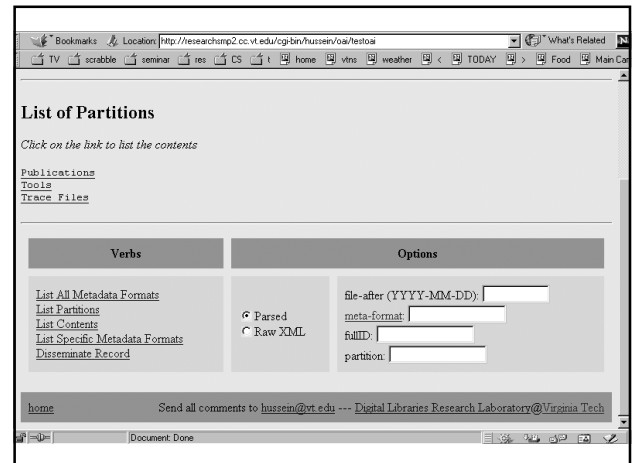 Bookmarks Location: http://researchsmp2.cc.vt.edu/cgi-bin/hussein/oai/testoai What's Related N
TV scrabble seminar res CS t home vtns weather < TODAY > Food Main Can
List of Partitions
Click on the link to list the contents
Publications
Tools
Trace Files
Verbs Options
List All Metadata Formats
List Partitions
List Contents
List Specific Metadata Formats
Disseminate Record
Parsed
Raw XML
file-after (YYYY-MM-DD):
meta-format:
fullID:
partition:
home Send all comments to hussein@vt.edu --- Digital Libraries Research Laboratory@Virginia Tech
Document: Done